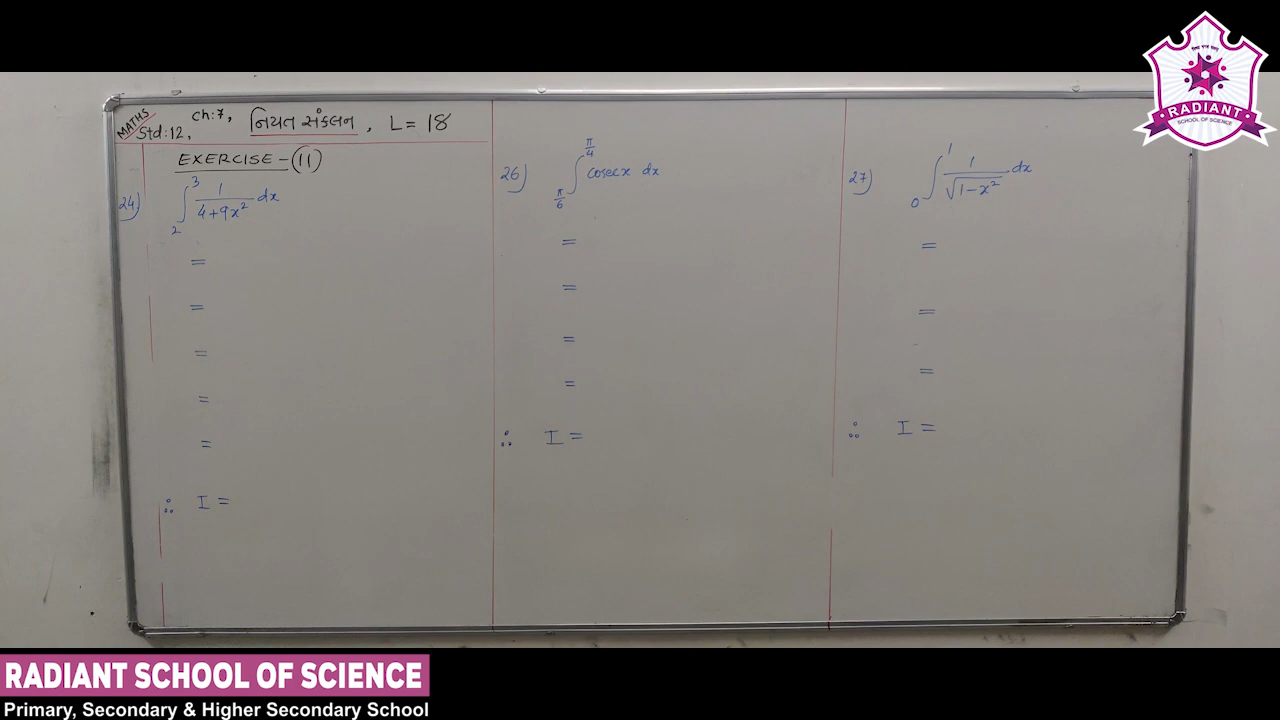 MATHS
Std:12, ch:7, નિયત સંકલન, L = 18
EXERCISE - (11)
24) ∫₂³ 1/(4+9x²) dx
=
=
=
=
=
∴ I =
26) ∫_{π/6}^{π/4} cosecx dx
=
=
=
=
∴ I =
27) ∫₀¹ 1/√(1-x²) dx
=
=
=
∴ I =
RADIANT
SCHOOL OF SCIENCE
RADIANT SCHOOL OF SCIENCE
Primary, Secondary & Higher Secondary School